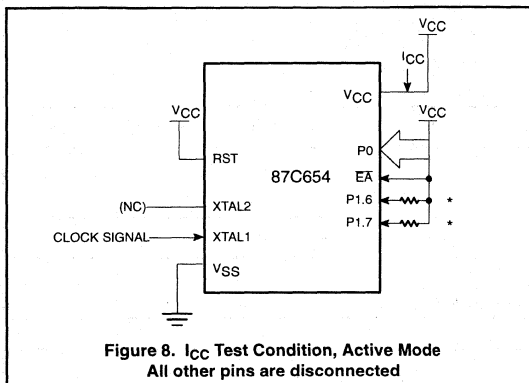 VCC
ICC
VCC
VCC
VCC
P0
RST
87C654
EA
(NC)
XTAL2
P1.6 *
P1.7 *
CLOCK SIGNAL
XTAL1
VSS
Figure 8. ICC Test Condition, Active Mode
All other pins are disconnected